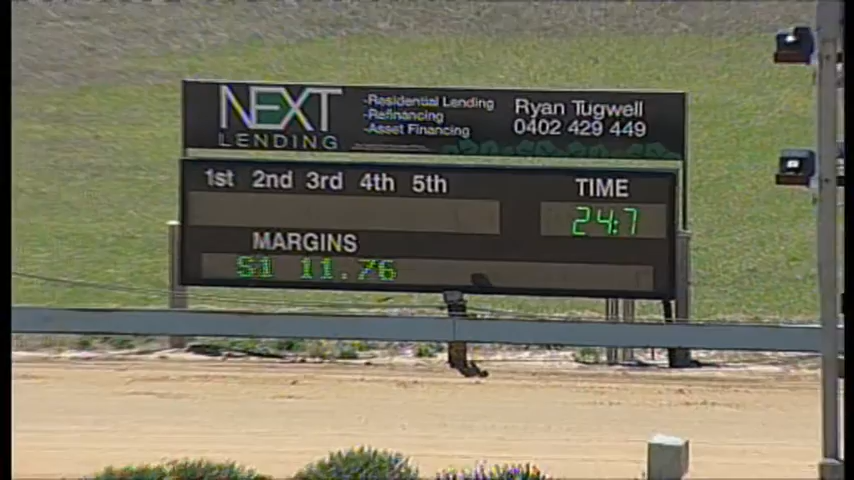 NEXT
LENDING
-Residential Lending
-Refinancing
-Asset Financing
Ryan Tugwell
0402 429 449
1st 2nd 3rd 4th 5th
TIME
24:7
MARGINS
S1 11.76